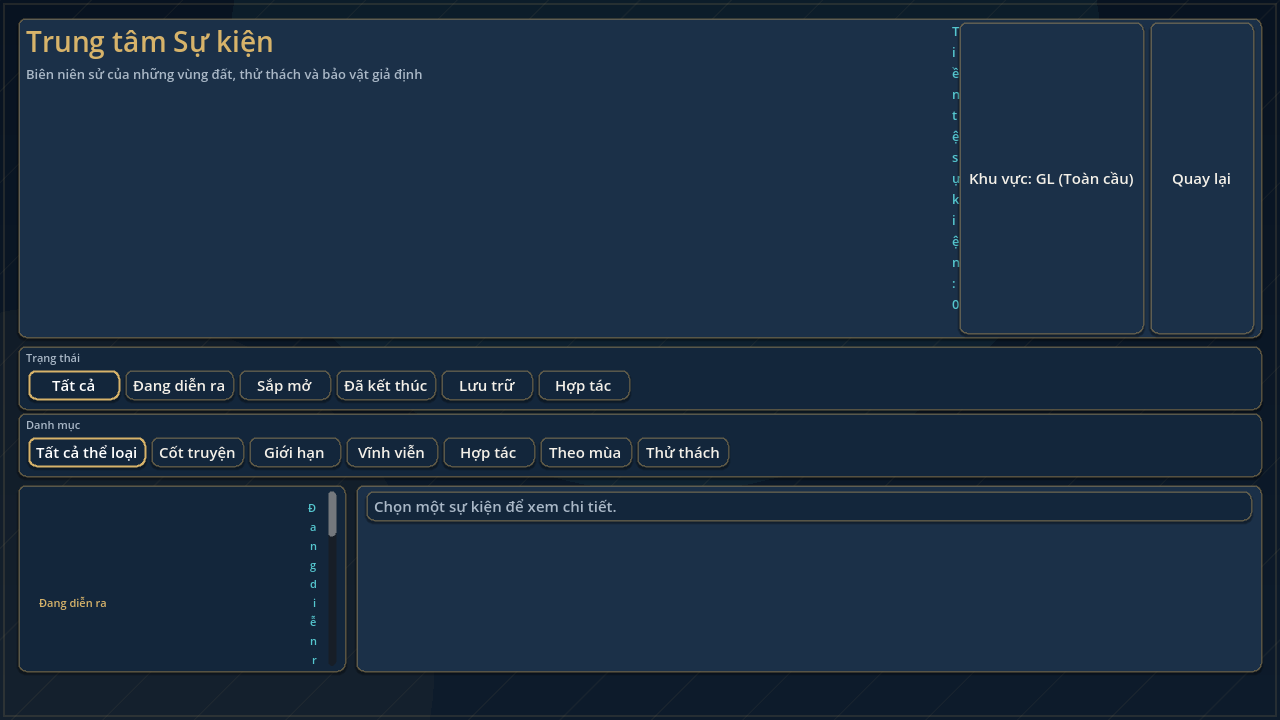 Trung tâm Sự kiện
Biên niên sử của những vùng đất, thử thách và bảo vật giả định
Tiền tệ sự kiện: 0
Khu vực: GL (Toàn cầu)
Quay lại
Trạng thái
Tất cả
Đang diễn ra
Sắp mở
Đã kết thúc
Lưu trữ
Hợp tác
Danh mục
Tất cả thể loại
Cốt truyện
Giới hạn
Vĩnh viễn
Hợp tác
Theo mùa
Thử thách
Đang diễn ra
Đang diễn r
Chọn một sự kiện để xem chi tiết.